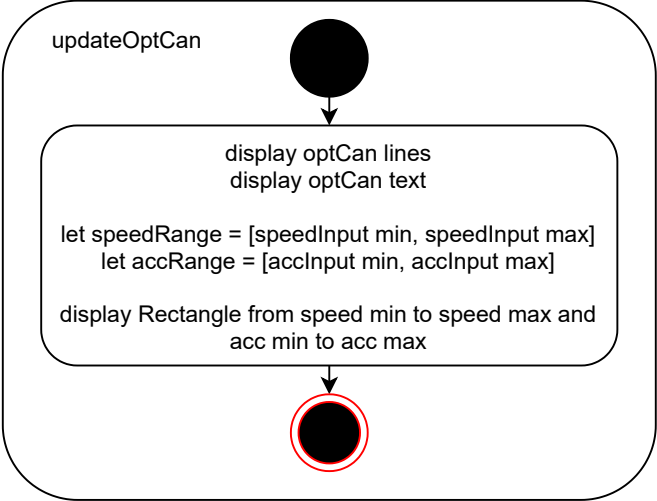 updateOptCan
display optCan lines
display optCan text
let speedRange = [speedInput min, speedInput max]
let accRange = [accInput min, accInput max]
display Rectangle from speed min to speed max and
acc min to acc max